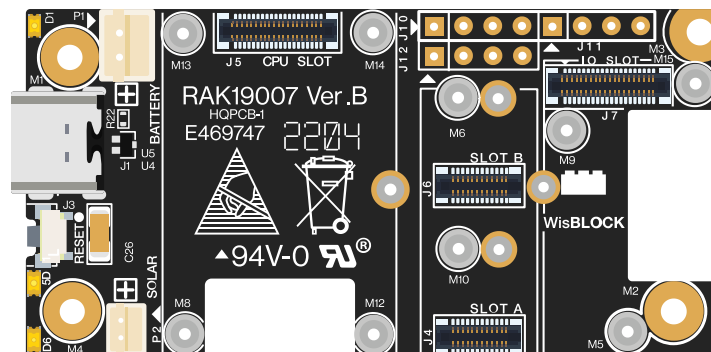 D1
P1
J10
M1
M13
J5 CPU SLOT
M14
J12
J11
M3
IO SLOT
M15
BATTERY
R22
RAK19007 Ver.B
HQPCB-1
E469747 2204
M6
J7
J1
U5
U4
SLOT B
M9
J6
J3
RESET
WisBLOCK
C26
94V-0 RU®
5D
SOLAR
M10
M8
M12
SLOT A
M2
D6
M4
P2
J4
M5